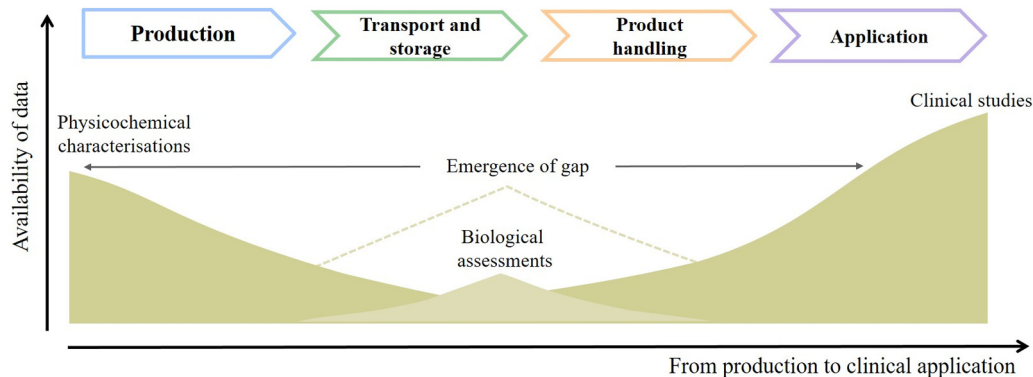 Production
Transport and
storage
Product
handling
Application
Availability of data
Physicochemical
characterisations
Clinical studies
Emergence of gap
Biological
assessments
From production to clinical application